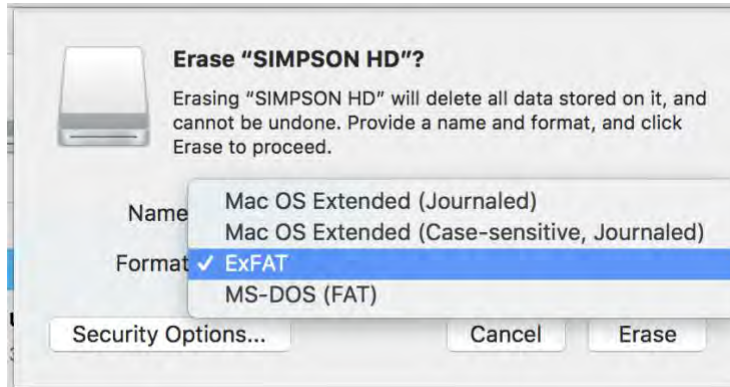 Erase “SIMPSON HD”?
Erasing “SIMPSON HD” will delete all data stored on it, and
cannot be undone. Provide a name and format, and click
Erase to proceed.
Name
Mac OS Extended (Journaled)
Mac OS Extended (Case-sensitive, Journaled)
Format ✓ ExFAT
MS-DOS (FAT)
Security Options... Cancel Erase